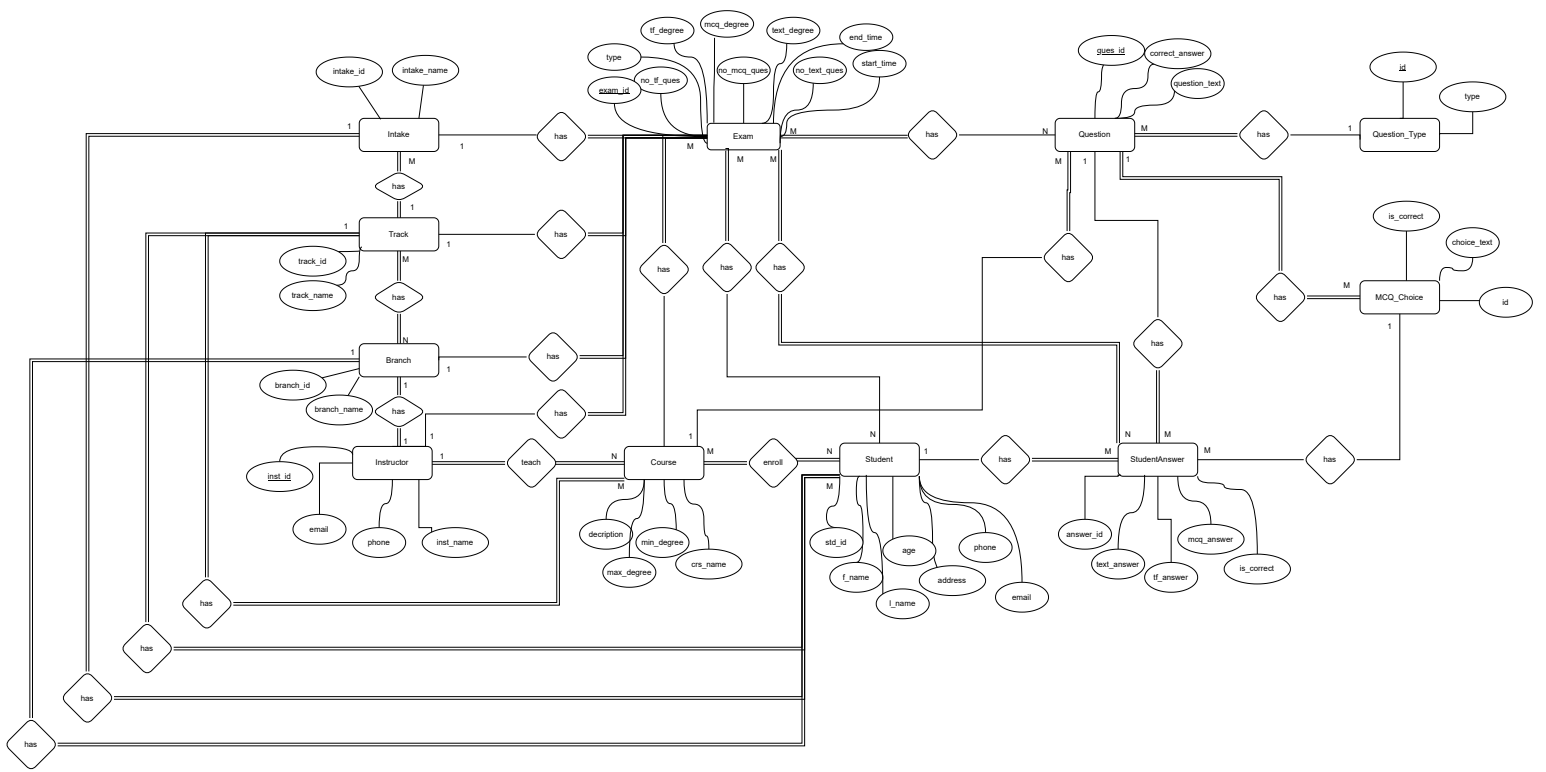 mcq_degree
tf_degree
text_degree
end_time
type
start_time
no_tf_ques
no_mcq_ques
no_text_ques
exam_id
intake_id
intake_name
ques_id
correct_answer
question_text
id
type
1
Intake
1
has
M
Exam
M
M
M
has
N
Question
M
M
1
1
has
1
Question_Type
has
1
1
Track
1
has
M
track_id
track_name
has
N
has
has
has
has
is_correct
choice_text
has
M
MCQ_Choice
id
1
1
Branch
1
1
has
has
branch_id
branch_name
has
1
1
has
Instructor
1
teach
N
Course
1
M
M
enroll
N
N
M
Student
1
has
M
N
M
StudentAnswer
M
has
inst_id
email
phone
inst_name
decription
max_degree
min_degree
crs_name
std_id
f_name
l_name
age
address
phone
email
answer_id
text_answer
tf_answer
mcq_answer
is_correct
has
has
has
has